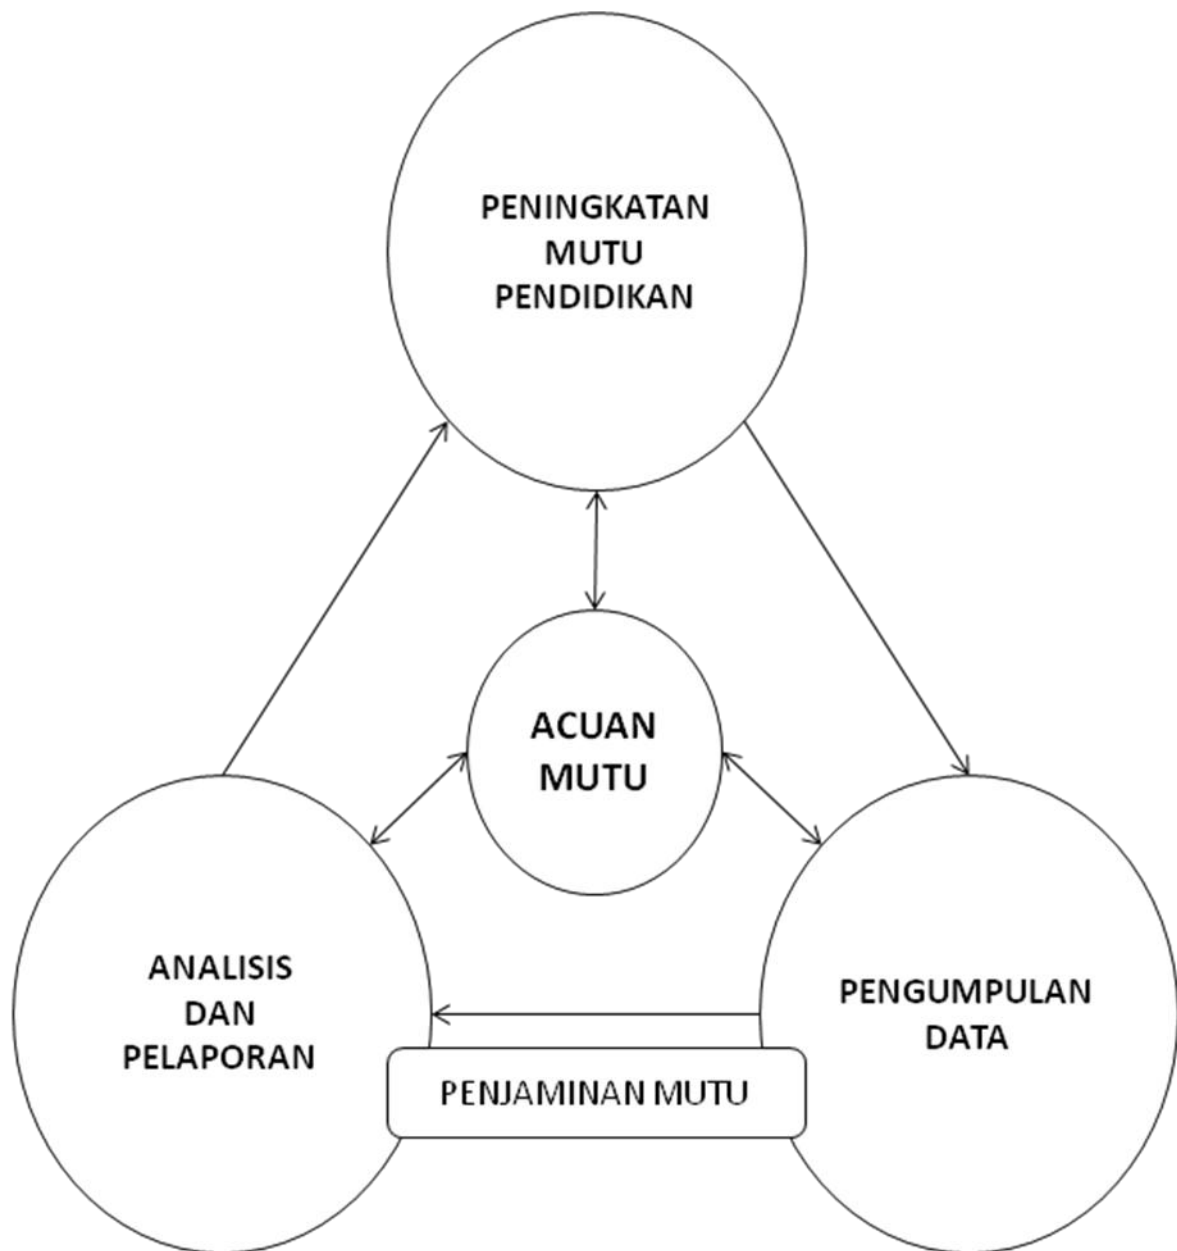 PENINGKATAN
MUTU
PENDIDIKAN
ACUAN
MUTU
ANALISIS
DAN
PELAPORAN
PENGUMPULAN
DATA
PENJAMINAN MUTU